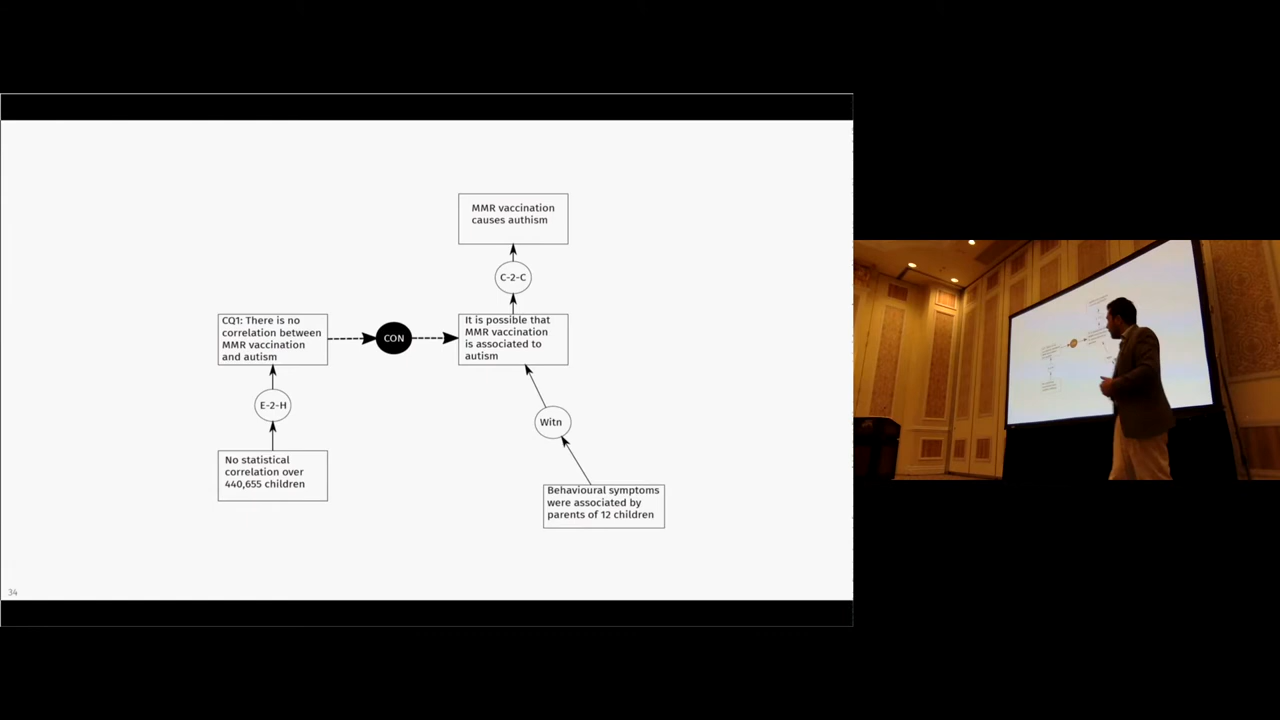 MMR vaccination
causes authism
C-2-C
CQ1: There is no
correlation between
MMR vaccination
and autism
CON
It is possible that
MMR vaccination
is associated to
autism
E-2-H
Witn
No statistical
correlation over
440,655 children
Behavioural symptoms
were associated by
parents of 12 children
34